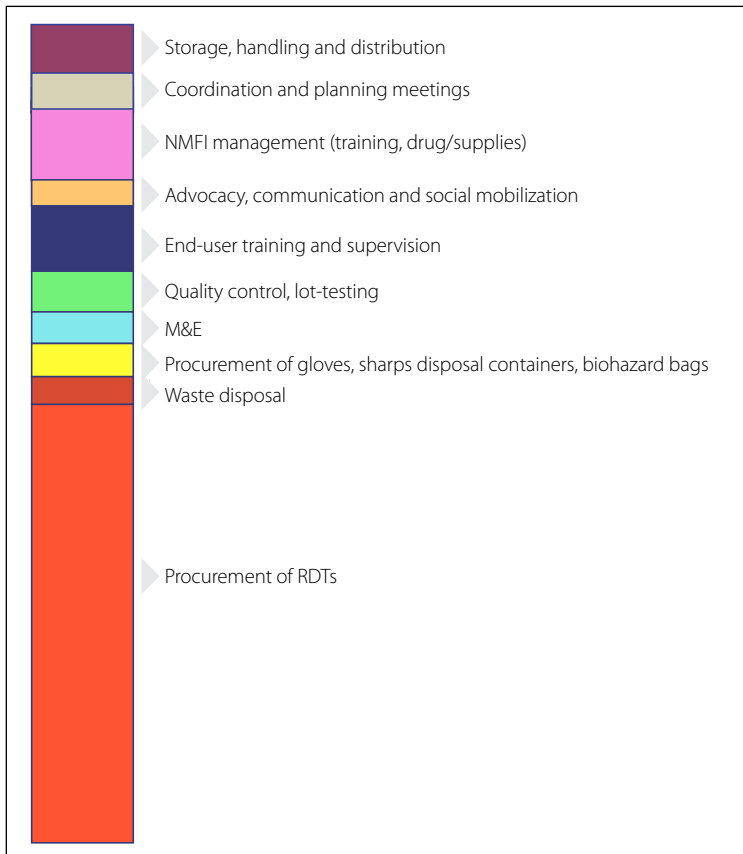 Storage, handling and distribution
Coordination and planning meetings
NMFI management (training, drug/supplies)
Advocacy, communication and social mobilization
End-user training and supervision
Quality control, lot-testing
M&E
Procurement of gloves, sharps disposal containers, biohazard bags
Waste disposal
Procurement of RDTs